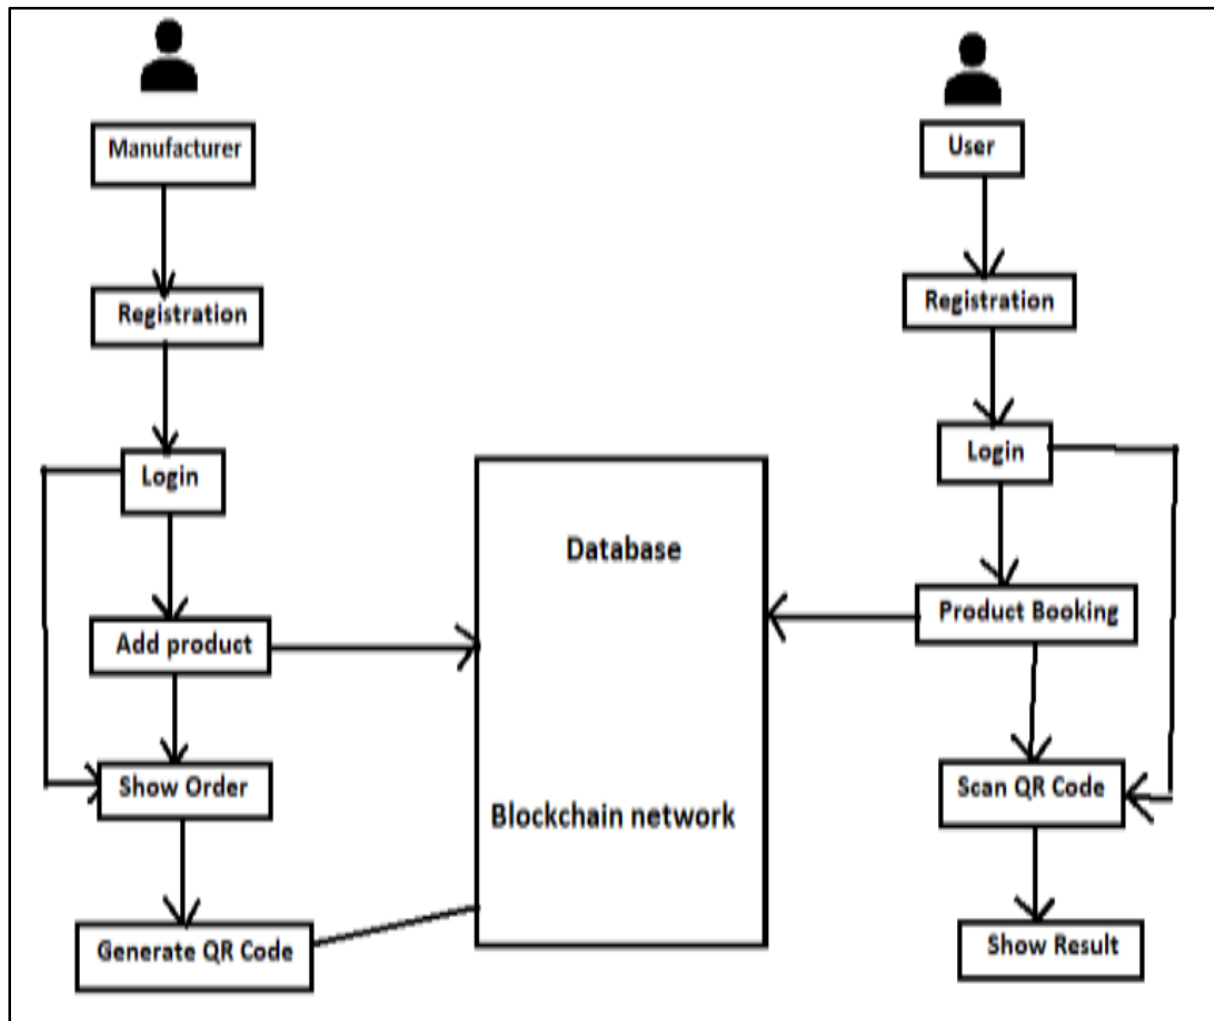 Manufacturer
Registration
Login
Add product
Show Order
Generate QR Code
Database
Blockchain network
User
Registration
Login
Product Booking
Scan QR Code
Show Result